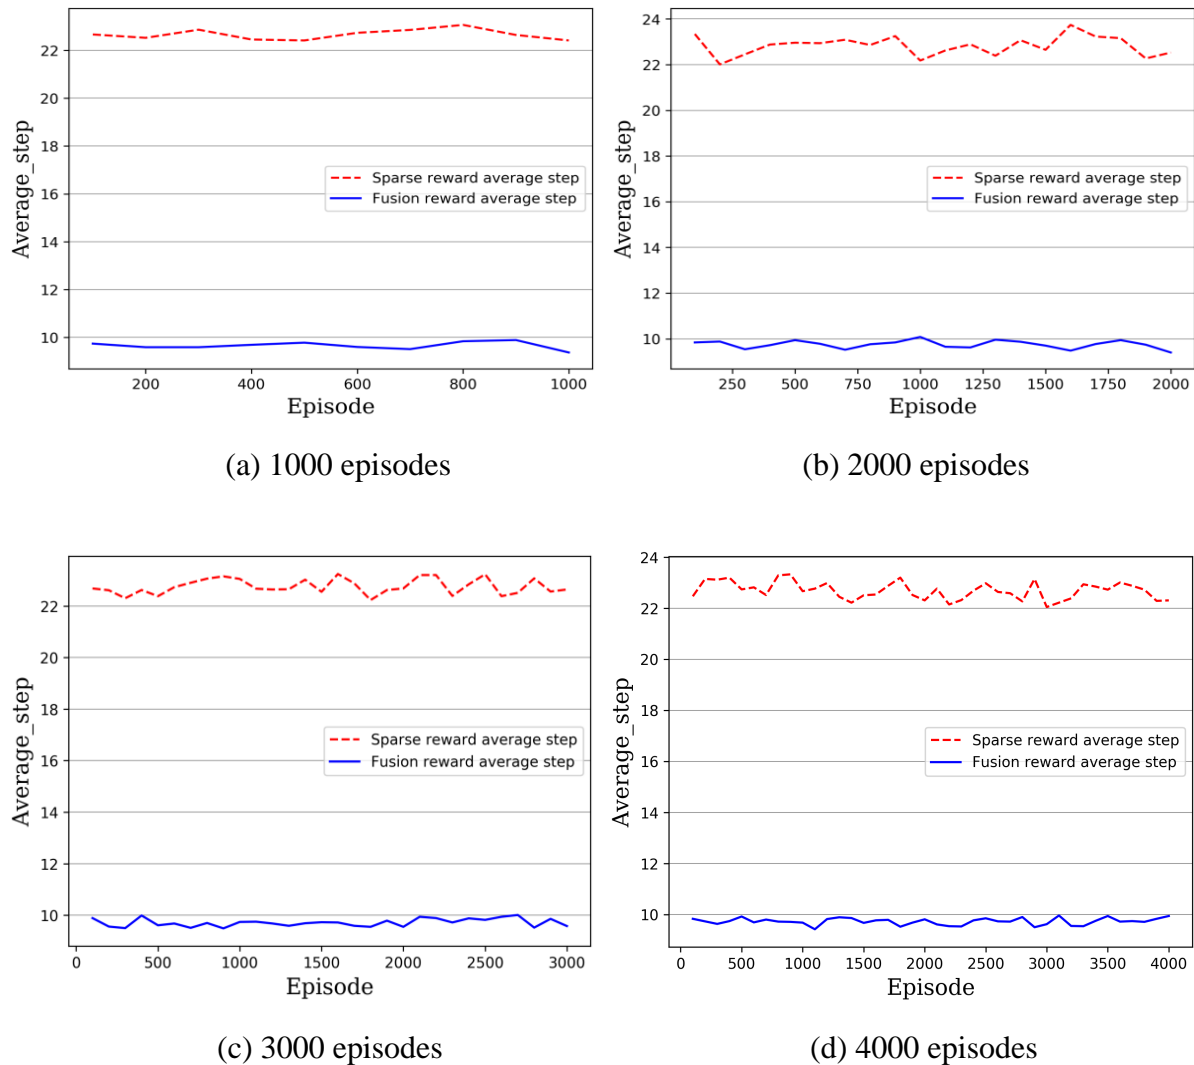 22
20
18
16
14
12
10
Average_step
Sparse reward average step
Fusion reward average step
200 400 600 800 1000
Episode
(a) 1000 episodes
24
22
20
18
16
14
12
10
Average_step
Sparse reward average step
Fusion reward average step
250 500 750 1000 1250 1500 1750 2000
Episode
(b) 2000 episodes
22
20
18
16
14
12
10
Average_step
Sparse reward average step
Fusion reward average step
0 500 1000 1500 2000 2500 3000
Episode
(c) 3000 episodes
24
22
20
18
16
14
12
10
Average_step
Sparse reward average step
Fusion reward average step
0 500 1000 1500 2000 2500 3000 3500 4000
Episode
(d) 4000 episodes